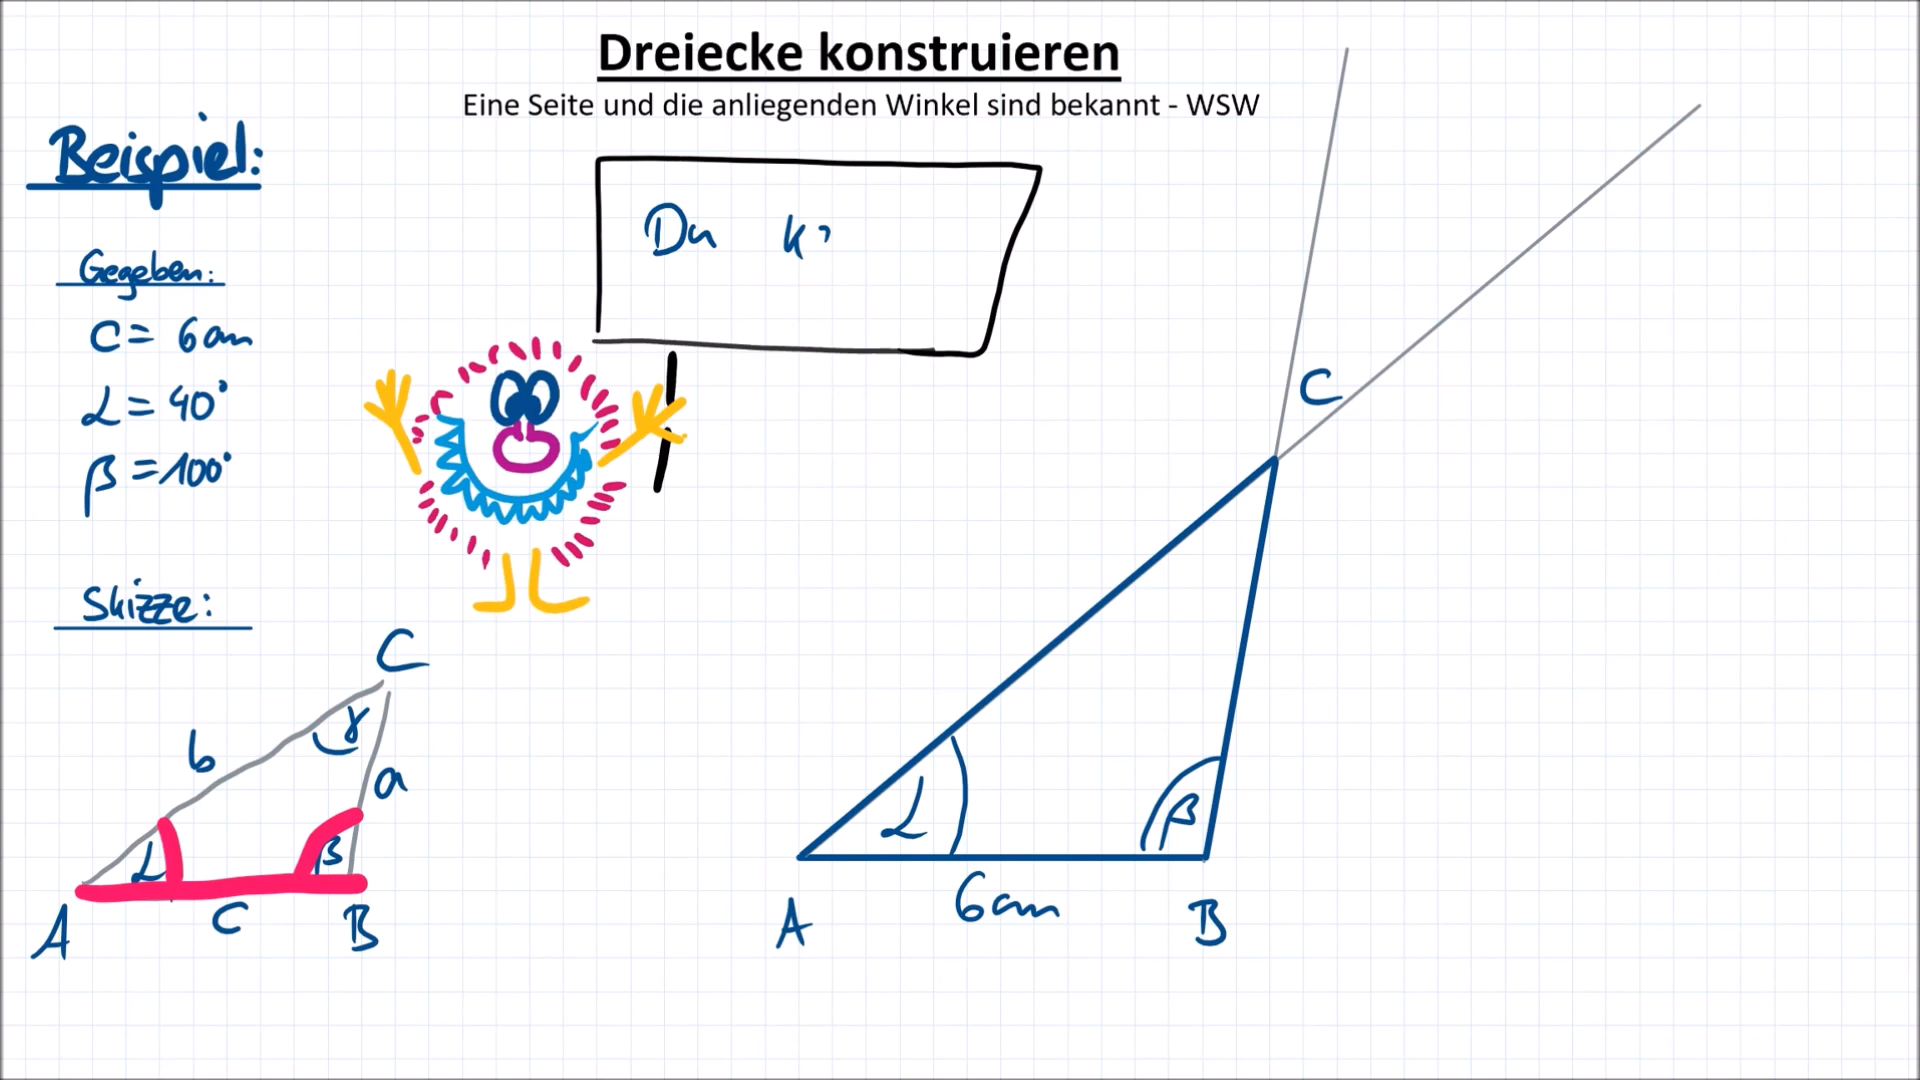 Dreiecke konstruieren
Eine Seite und die anliegenden Winkel sind bekannt - WSW
Beispiel:
Gegeben:
C = 6cm
α = 40°
β = 100°
Skizze:
C
γ
b
a
α
β
A
c
B
Du
C
α
β
6cm
A
B